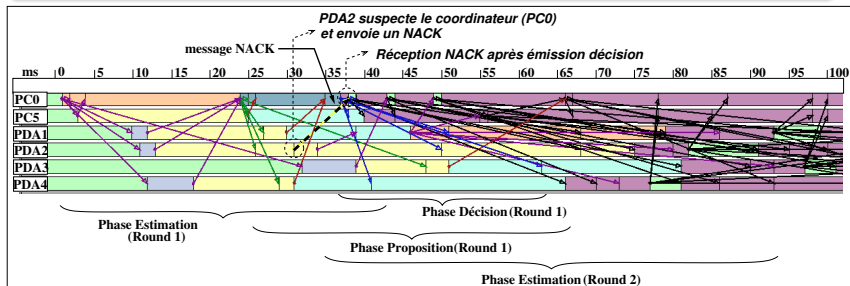 PDA2 suspecte le coordinateur (PC0)
et envoie un NACK
message NACK
Réception NACK après émission décision
ms 0 5 10 15 20 25 30 35 40 45 50 55 60 65 70 75 80 85 90 95 100
PC0
PC5
PDA1
PDA2
PDA3
PDA4
Phase Décision (Round 1)
Phase Estimation
(Round 1)
Phase Proposition(Round 1)
Phase Estimation (Round 2)